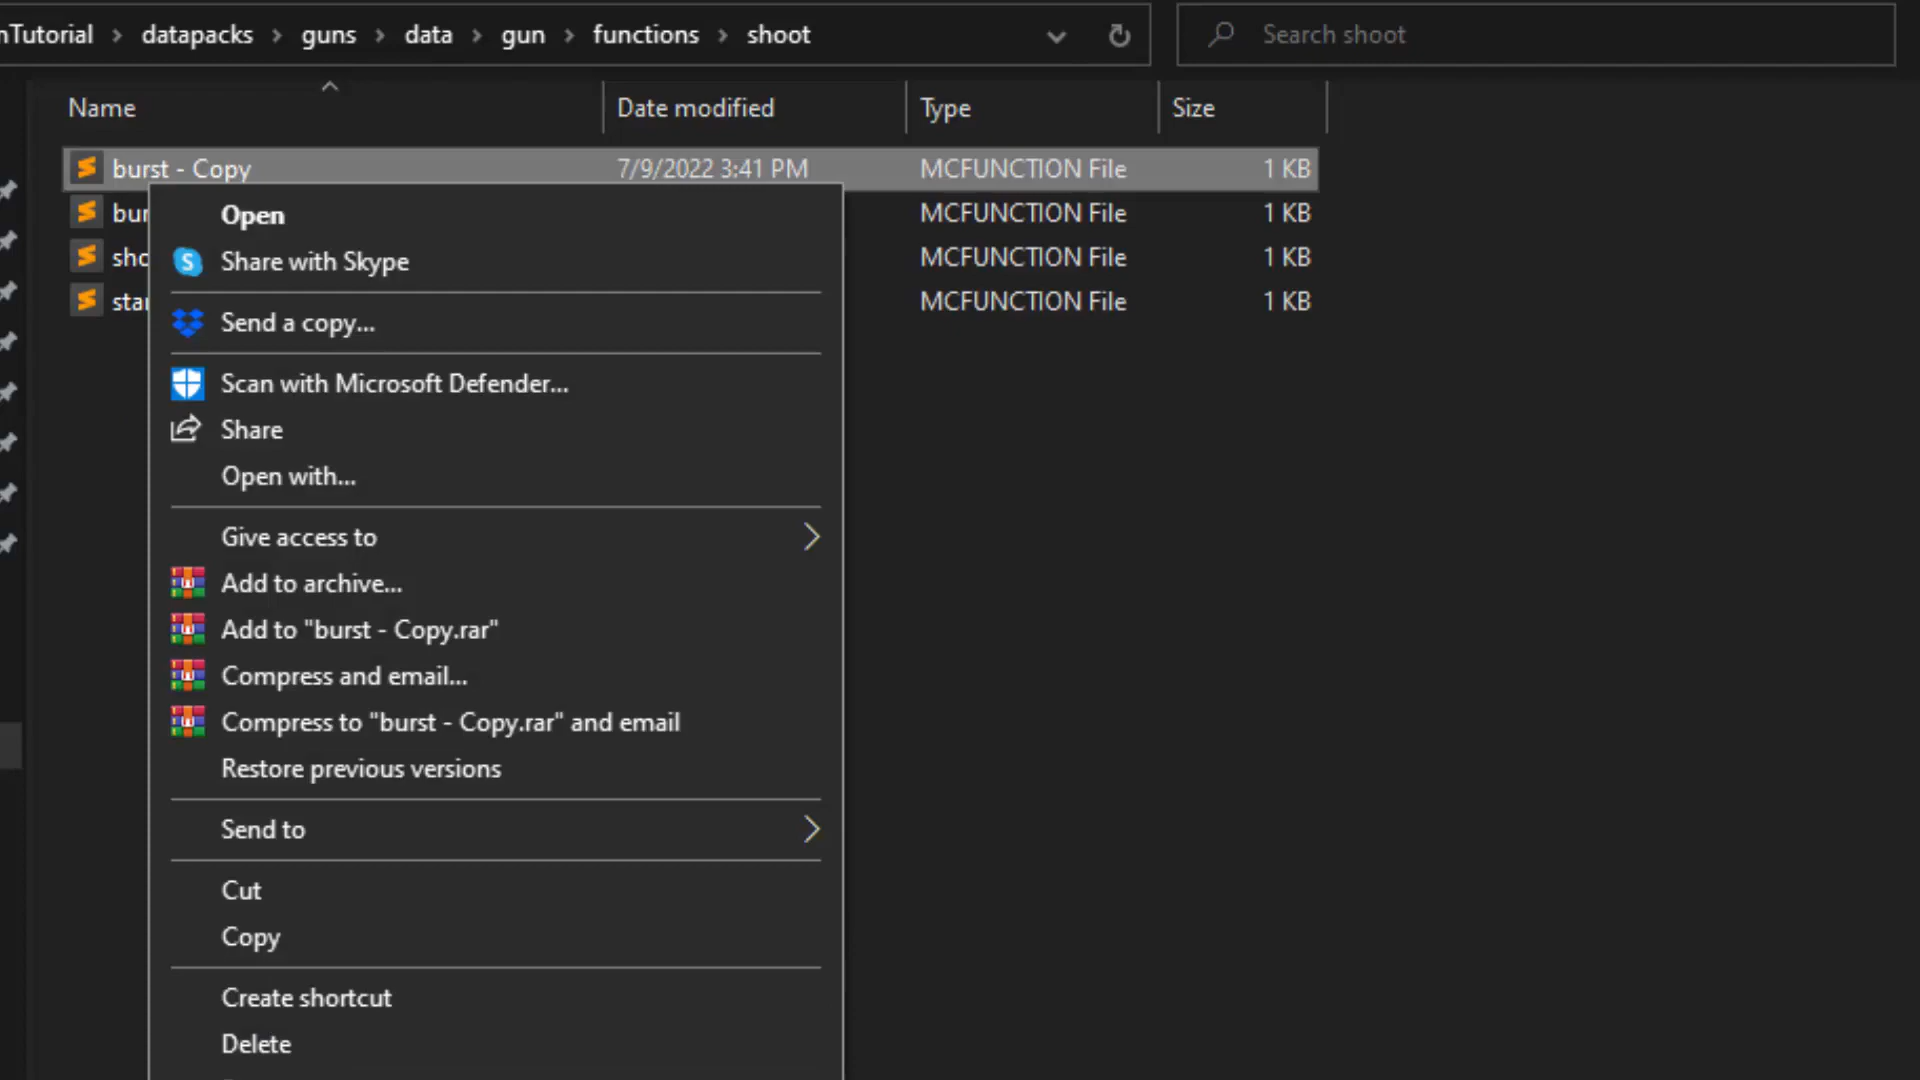 nTutorial > datapacks > guns > data > gun > functions > shoot
Search shoot
Name Date modified Type Size
burst - Copy 7/9/2022 3:41 PM MCFUNCTION File 1 KB
bur MCFUNCTION File 1 KB
sho MCFUNCTION File 1 KB
star MCFUNCTION File 1 KB
Open
Share with Skype
Send a copy...
Scan with Microsoft Defender...
Share
Open with...
Give access to
Add to archive...
Add to "burst - Copy.rar"
Compress and email...
Compress to "burst - Copy.rar" and email
Restore previous versions
Send to
Cut
Copy
Create shortcut
Delete